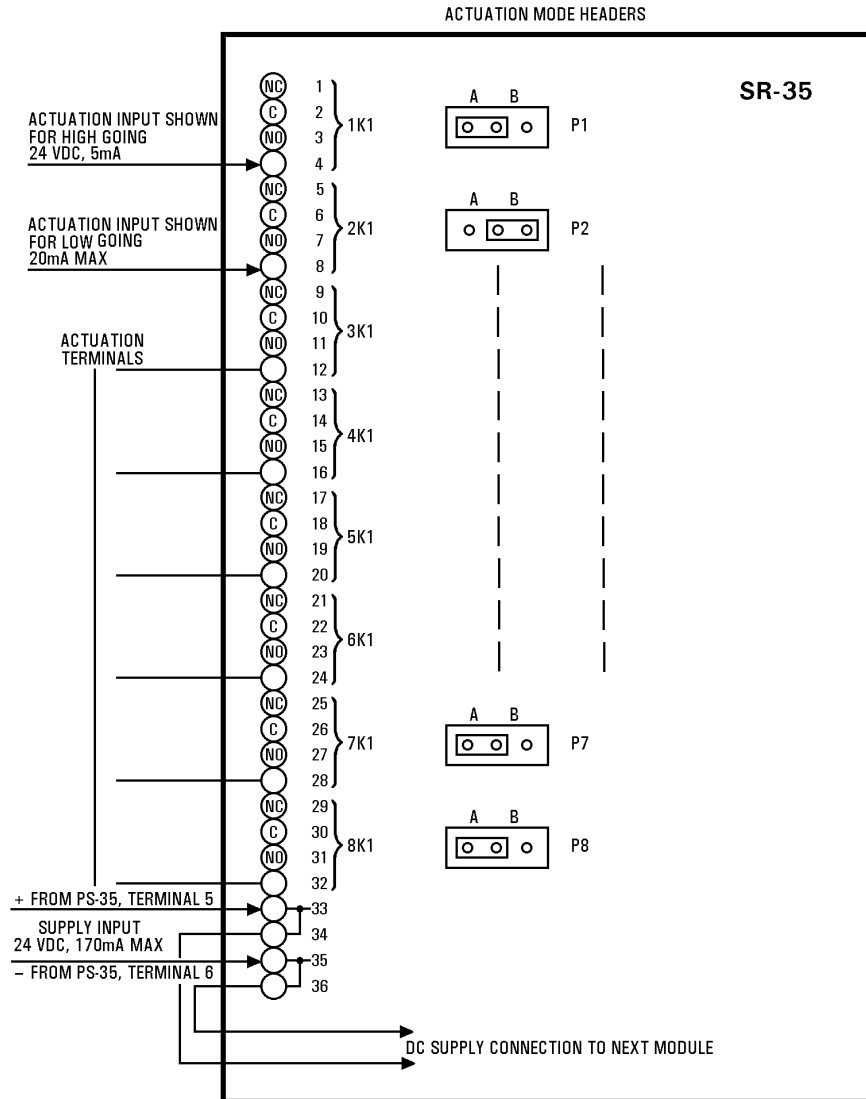 ACTUATION MODE HEADERS
SR-35
NC 1
C 2
NO 3
4
1K1
ACTUATION INPUT SHOWN
FOR HIGH GOING
24 VDC, 5mA
A B
P1
NC 5
C 6
NO 7
8
2K1
ACTUATION INPUT SHOWN
FOR LOW GOING
20mA MAX
A B
P2
NC 9
C 10
NO 11
12
3K1
ACTUATION
TERMINALS
NC 13
C 14
NO 15
16
4K1
NC 17
C 18
NO 19
20
5K1
NC 21
C 22
NO 23
24
6K1
NC 25
C 26
NO 27
28
7K1
A B
P7
NC 29
C 30
NO 31
32
8K1
A B
P8
+ FROM PS-35, TERMINAL 5
33
SUPPLY INPUT
24 VDC, 170mA MAX
34
35
– FROM PS-35, TERMINAL 6
36
DC SUPPLY CONNECTION TO NEXT MODULE